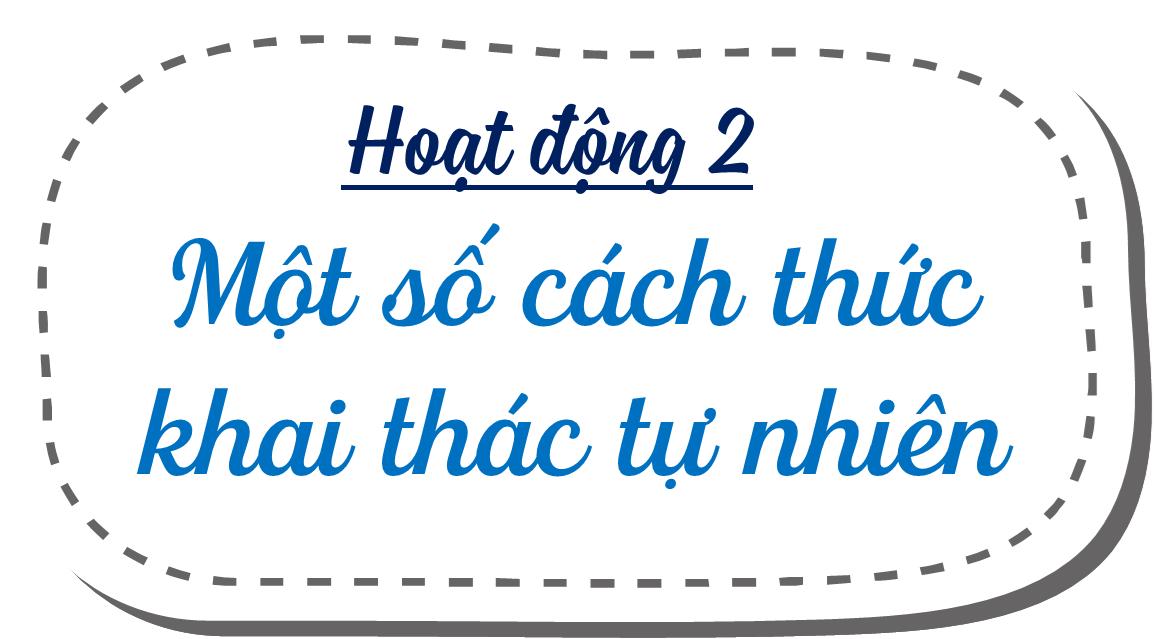 Hoạt động 2
Một số cách thức
khai thác tự nhiên